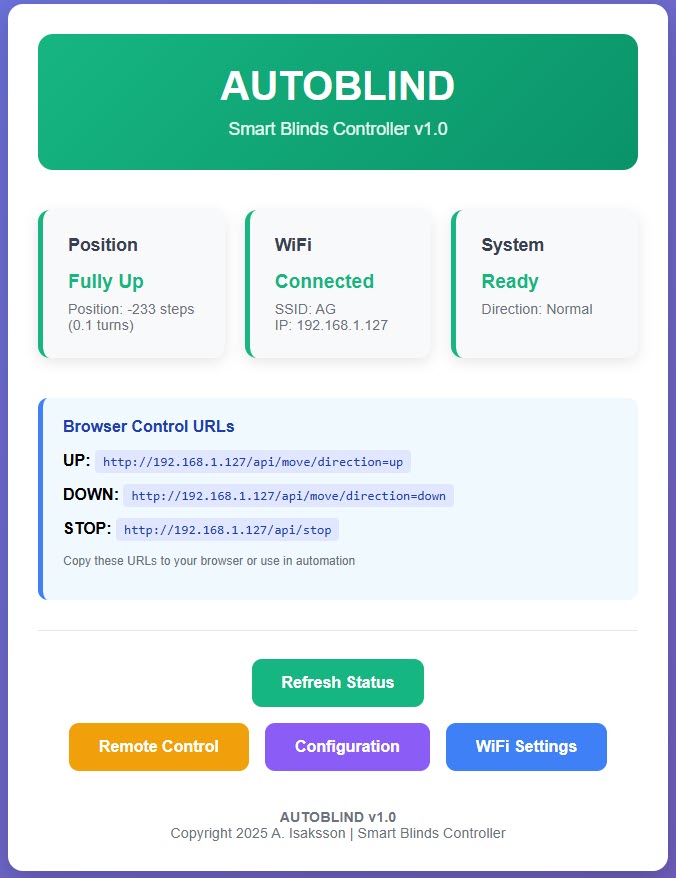 AUTOBLIND
Smart Blinds Controller v1.0
Position
Fully Up
Position: -233 steps
(0.1 turns)
WiFi
Connected
SSID: AG
IP: 192.168.1.127
System
Ready
Direction: Normal
Browser Control URLs
UP: http://192.168.1.127/api/move/direction=up
DOWN: http://192.168.1.127/api/move/direction=down
STOP: http://192.168.1.127/api/stop
Copy these URLs to your browser or use in automation
Refresh Status
Remote Control
Configuration
WiFi Settings
AUTOBLIND v1.0
Copyright 2025 A. Isaksson | Smart Blinds Controller